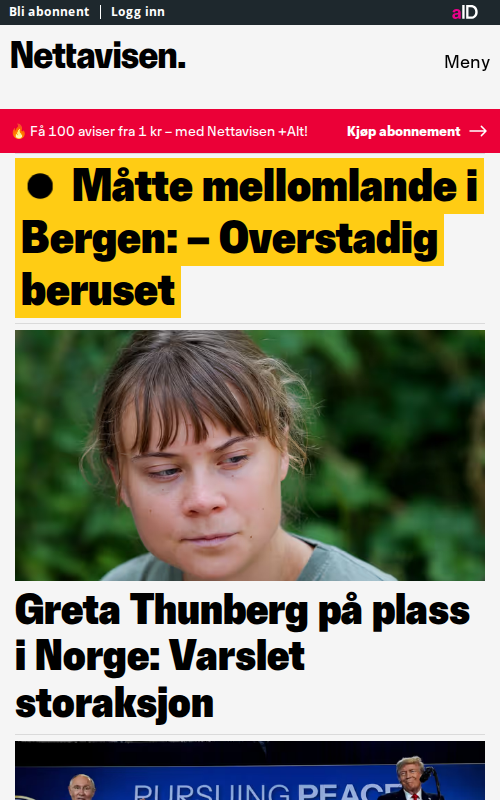 Bli abonnent | Logg inn
aID
Nettavisen.
Meny
🔥 Få 100 aviser fra 1 kr – med Nettavisen +Alt! Kjøp abonnement →
● Måtte mellomlande i
Bergen: – Overstadig
beruset
Greta Thunberg på plass
i Norge: Varslet
storaksjon
PURSUING PEACE